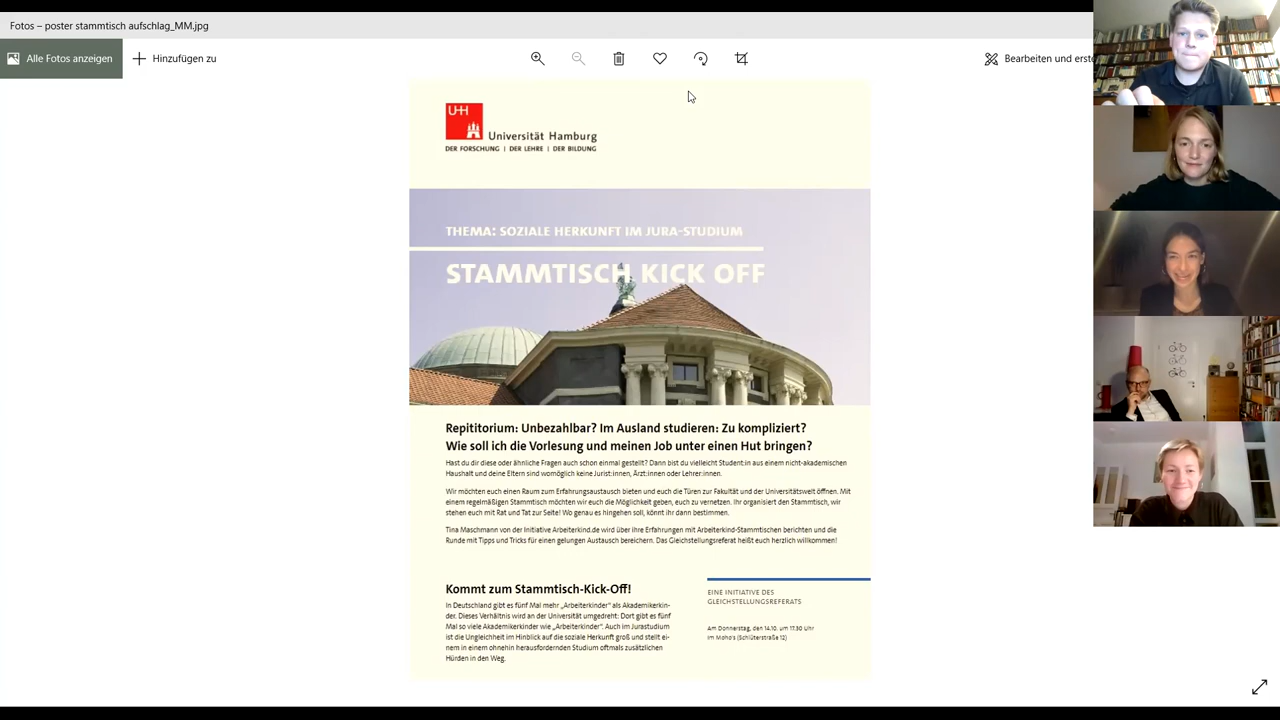 Fotos – poster stammtisch aufschlag_MM.jpg
Alle Fotos anzeigen
Hinzufügen zu
Bearbeiten und erste
UHH
Universität Hamburg
DER FORSCHUNG | DER LEHRE | DER BILDUNG
THEMA: SOZIALE HERKUNFT IM JURA-STUDIUM
STAMMTISCH KICK OFF
Repititorium: Unbezahlbar? Im Ausland studieren: Zu kompliziert?
Wie soll ich die Vorlesung und meinen Job unter einen Hut bringen?
Hast du dir diese oder ähnliche Fragen auch schon einmal gestellt? Dann bist du vielleicht Student:in aus einem nicht-akademischen
Haushalt und deine Eltern sind womöglich keine Jurist:innen, Ärzt:innen oder Lehrer:innen.
Wir möchten euch einen Raum zum Erfahrungsaustausch bieten und euch die Türen zur Fakultät und der Universitätswelt öffnen. Mit
einem regelmäßigen Stammtisch möchten wir euch die Möglichkeit geben, euch zu vernetzen. Ihr organisiert den Stammtisch, wir
stehen euch mit Rat und Tat zur Seite! Wo genau es hingehen soll, könnt ihr dann bestimmen.
Tina Maschmann von der Initiative Arbeiterkind.de wird über ihre Erfahrungen mit Arbeiterkind-Stammtischen berichten und die
Runde mit Tipps und Tricks für einen gelungen Austausch bereichern. Das Gleichstellungsreferat heißt euch herzlich willkommen!
Kommt zum Stammtisch-Kick-Off!
In Deutschland gibt es fünf Mal mehr „Arbeiterkinder“ als Akademikerkin-
der. Dieses Verhältnis wird an der Universität umgedreht: Dort gibt es fünf
Mal so viele Akademikerkinder wie „Arbeiterkinder“. Auch im Jurastudium
ist die Ungleichheit im Hinblick auf die soziale Herkunft groß und stellt ei-
nem in einem ohnehin herausfordernden Studium oftmals zusätzlichen
Hürden in den Weg.
EINE INITIATIVE DES
GLEICHSTELLUNGSREFERATS
Am Donnerstag, den 14.10. um 17.30 Uhr
im Moho's (Schlüterstraße 12)